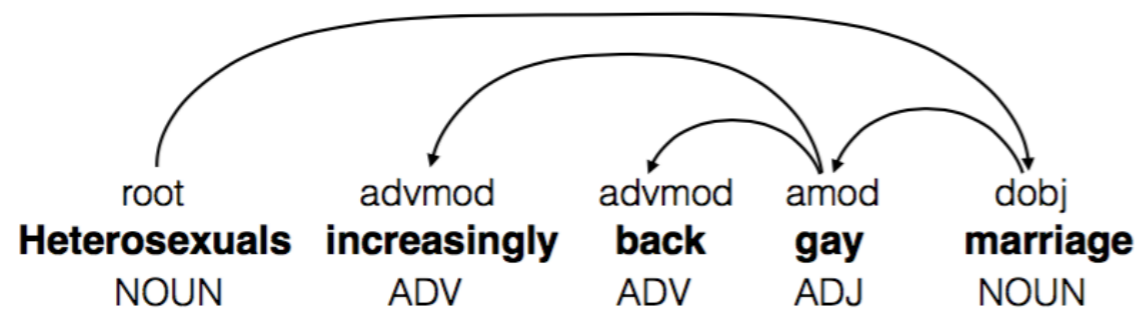 root advmod advmod amod dobj
Heterosexuals increasingly back gay marriage
NOUN ADV ADV ADJ NOUN